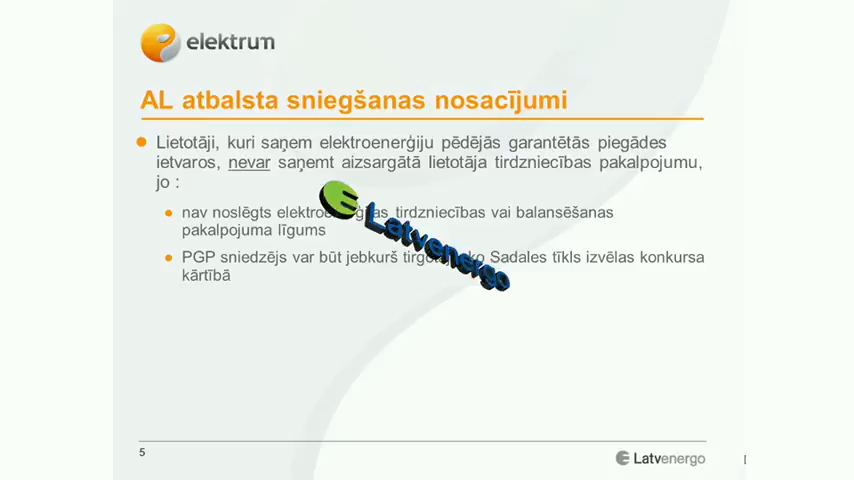 elektrum
AL atbalsta sniegšanas nosacījumi
Lietotāji, kuri saņem elektroenerģiju pēdējās garantētās piegādes
ietvaros, nevar saņemt aizsargātā lietotāja tirdzniecības pakalpojumu,
jo :
nav noslēgts tirdzniecības vai balansēšanas
pakalpojuma līgums
PGP sniedzējs var būt jebkurš Sadales tīkls izvēlas konkursa
kārtībā
Latvenergo
5
Latvenergo